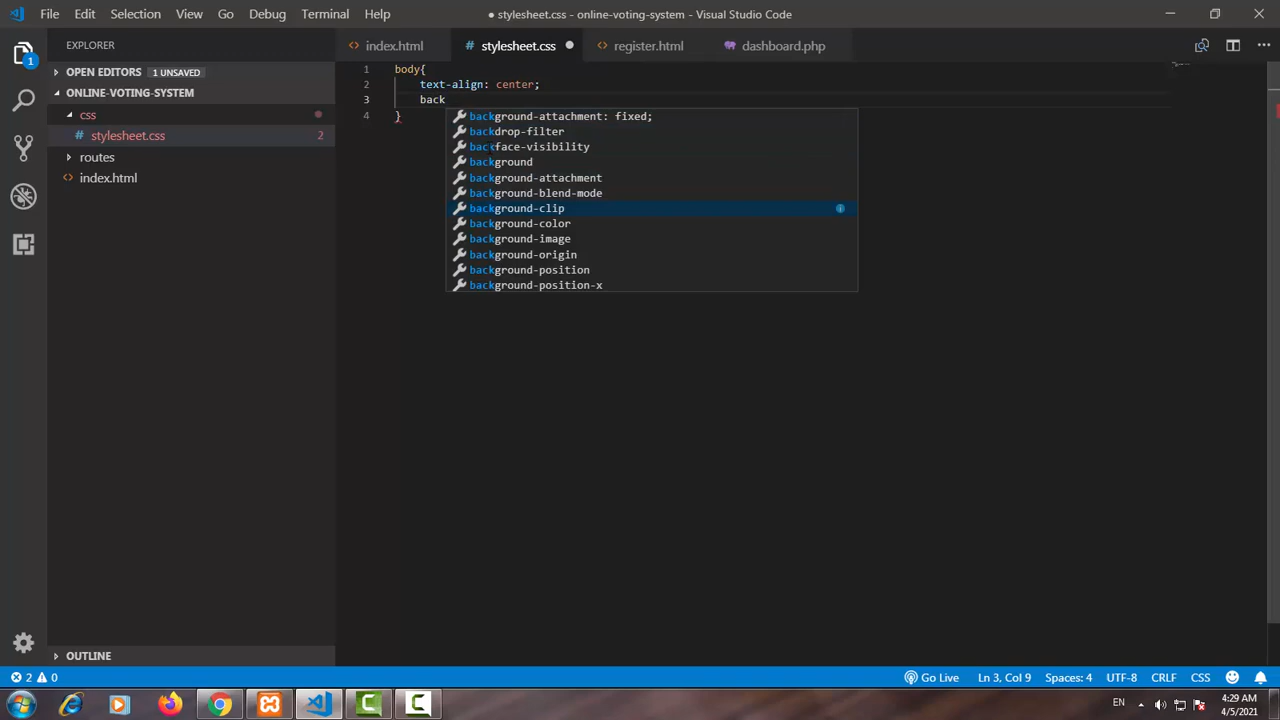 File Edit Selection View Go Debug Terminal Help
● stylesheet.css - online-voting-system - Visual Studio Code
EXPLORER
index.html
# stylesheet.css ●
register.html
dashboard.php
OPEN EDITORS 1 UNSAVED
ONLINE-VOTING-SYSTEM
css
# stylesheet.css 2
routes
<> index.html
1 body{
2 text-align: center;
3 back
4 }
background-attachment: fixed;
backdrop-filter
backface-visibility
background
background-attachment
background-blend-mode
background-clip
background-color
background-image
background-origin
background-position
background-position-x
OUTLINE
1
2 0
Go Live Ln 3, Col 9 Spaces: 4 UTF-8 CRLF CSS
EN 4:29 AM
4/5/2021